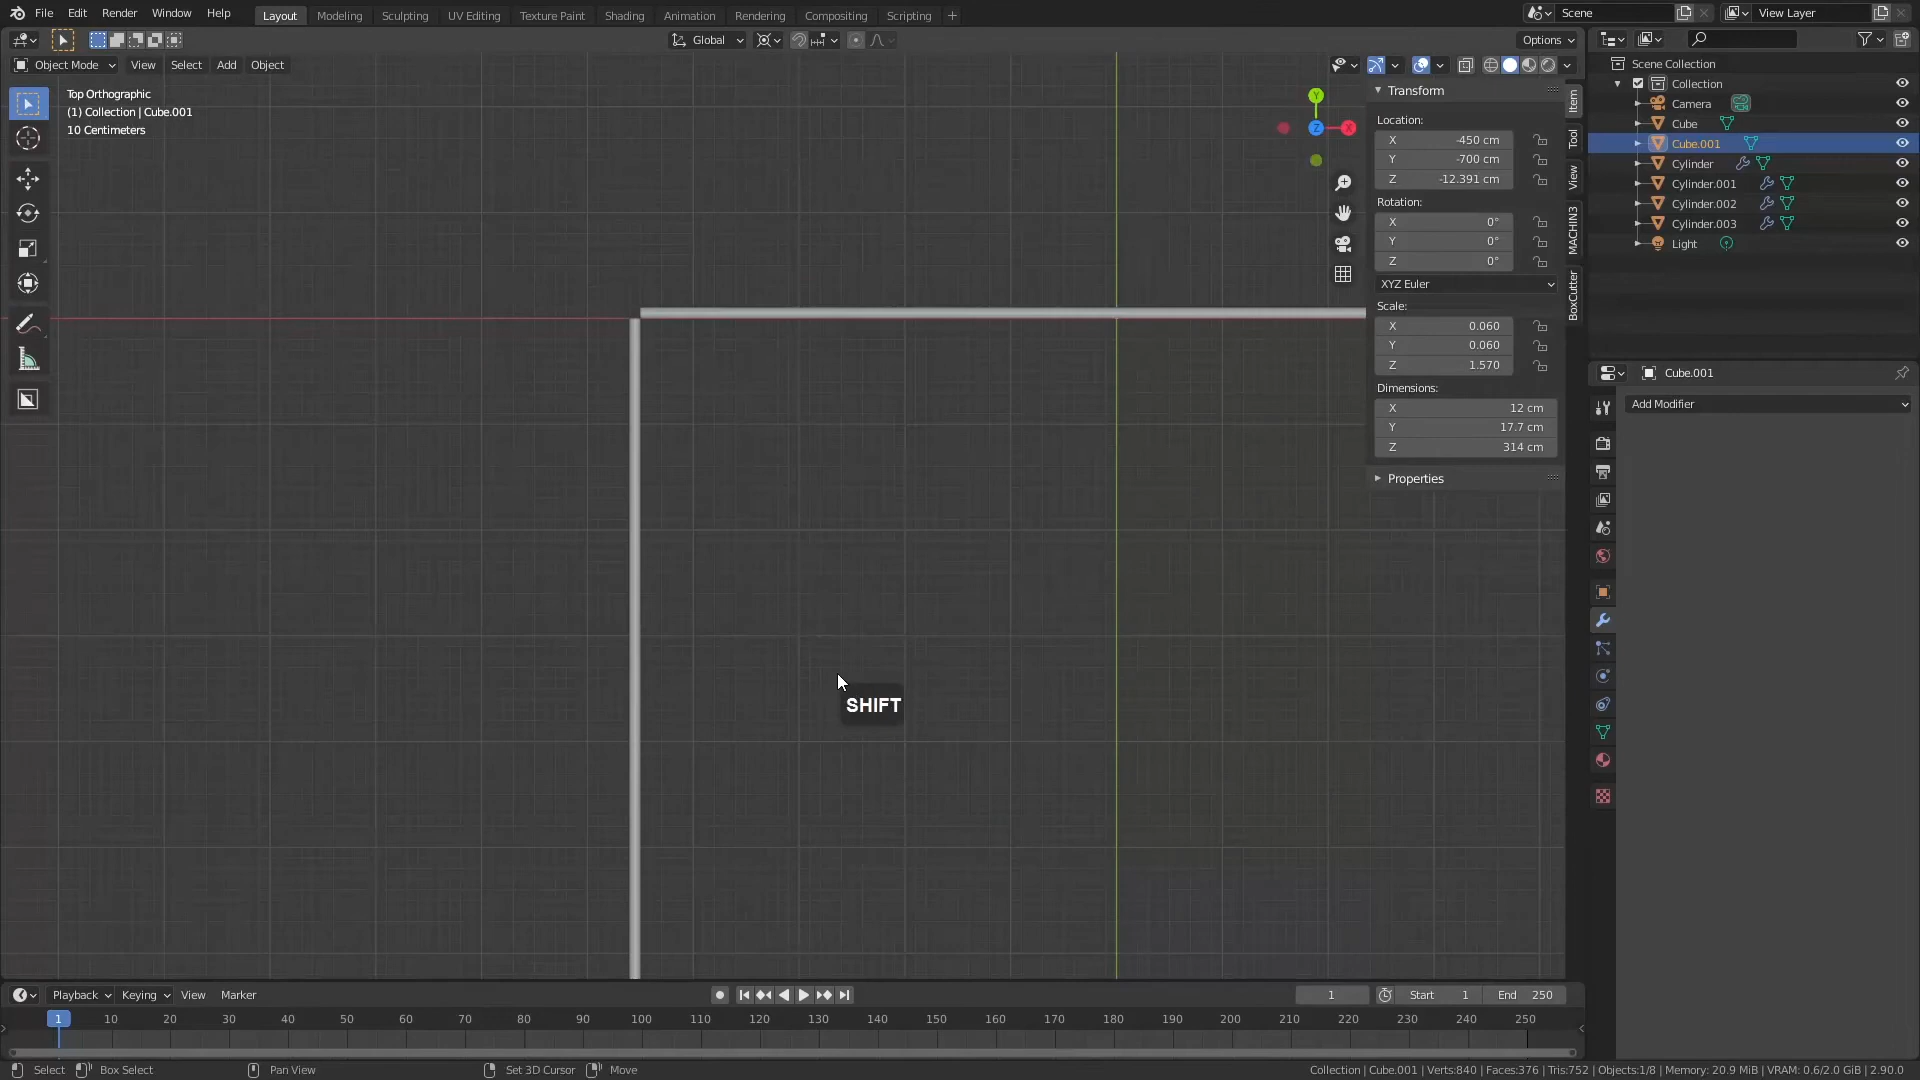 File Edit Render Window Help Layout Modeling Sculpting UV Editing Texture Paint Shading Animation Rendering Compositing Scripting + Scene View Layer
Global Options
Object Mode View Select Add Object
Top Orthographic
(1) Collection | Cube.001
10 Centimeters
Y
Z
X
Transform
Location:
X -450 cm
Y -700 cm
Z -12.391 cm
Rotation:
X 0°
Y 0°
Z 0°
XYZ Euler
Scale:
X 0.060
Y 0.060
Z 1.570
Dimensions:
X 12 cm
Y 17.7 cm
Z 314 cm
Properties
Item
Tool
View
MACHIN3
BoxCutter
Scene Collection
Collection
Camera
Cube
Cube.001
Cylinder
Cylinder.001
Cylinder.002
Cylinder.003
Light
Cube.001
Add Modifier
SHIFT
Playback Keying View Marker 1 Start 1 End 250
1 10 20 30 40 50 60 70 80 90 100 110 120 130 140 150 160 170 180 190 200 210 220 230 240 250
Select Box Select Pan View Set 3D Cursor Move Collection | Cube.001 | Verts:840 | Faces:376 | Tris:752 | Objects:1/8 | Memory: 20.9 MiB | VRAM: 0.6/2.0 GiB | 2.90.0